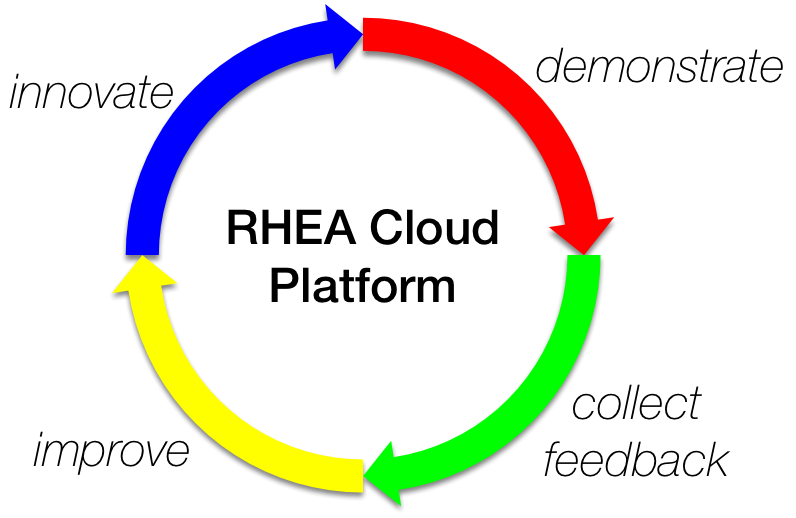 innovate
demonstrate
RHEA Cloud
Platform
collect
feedback
improve